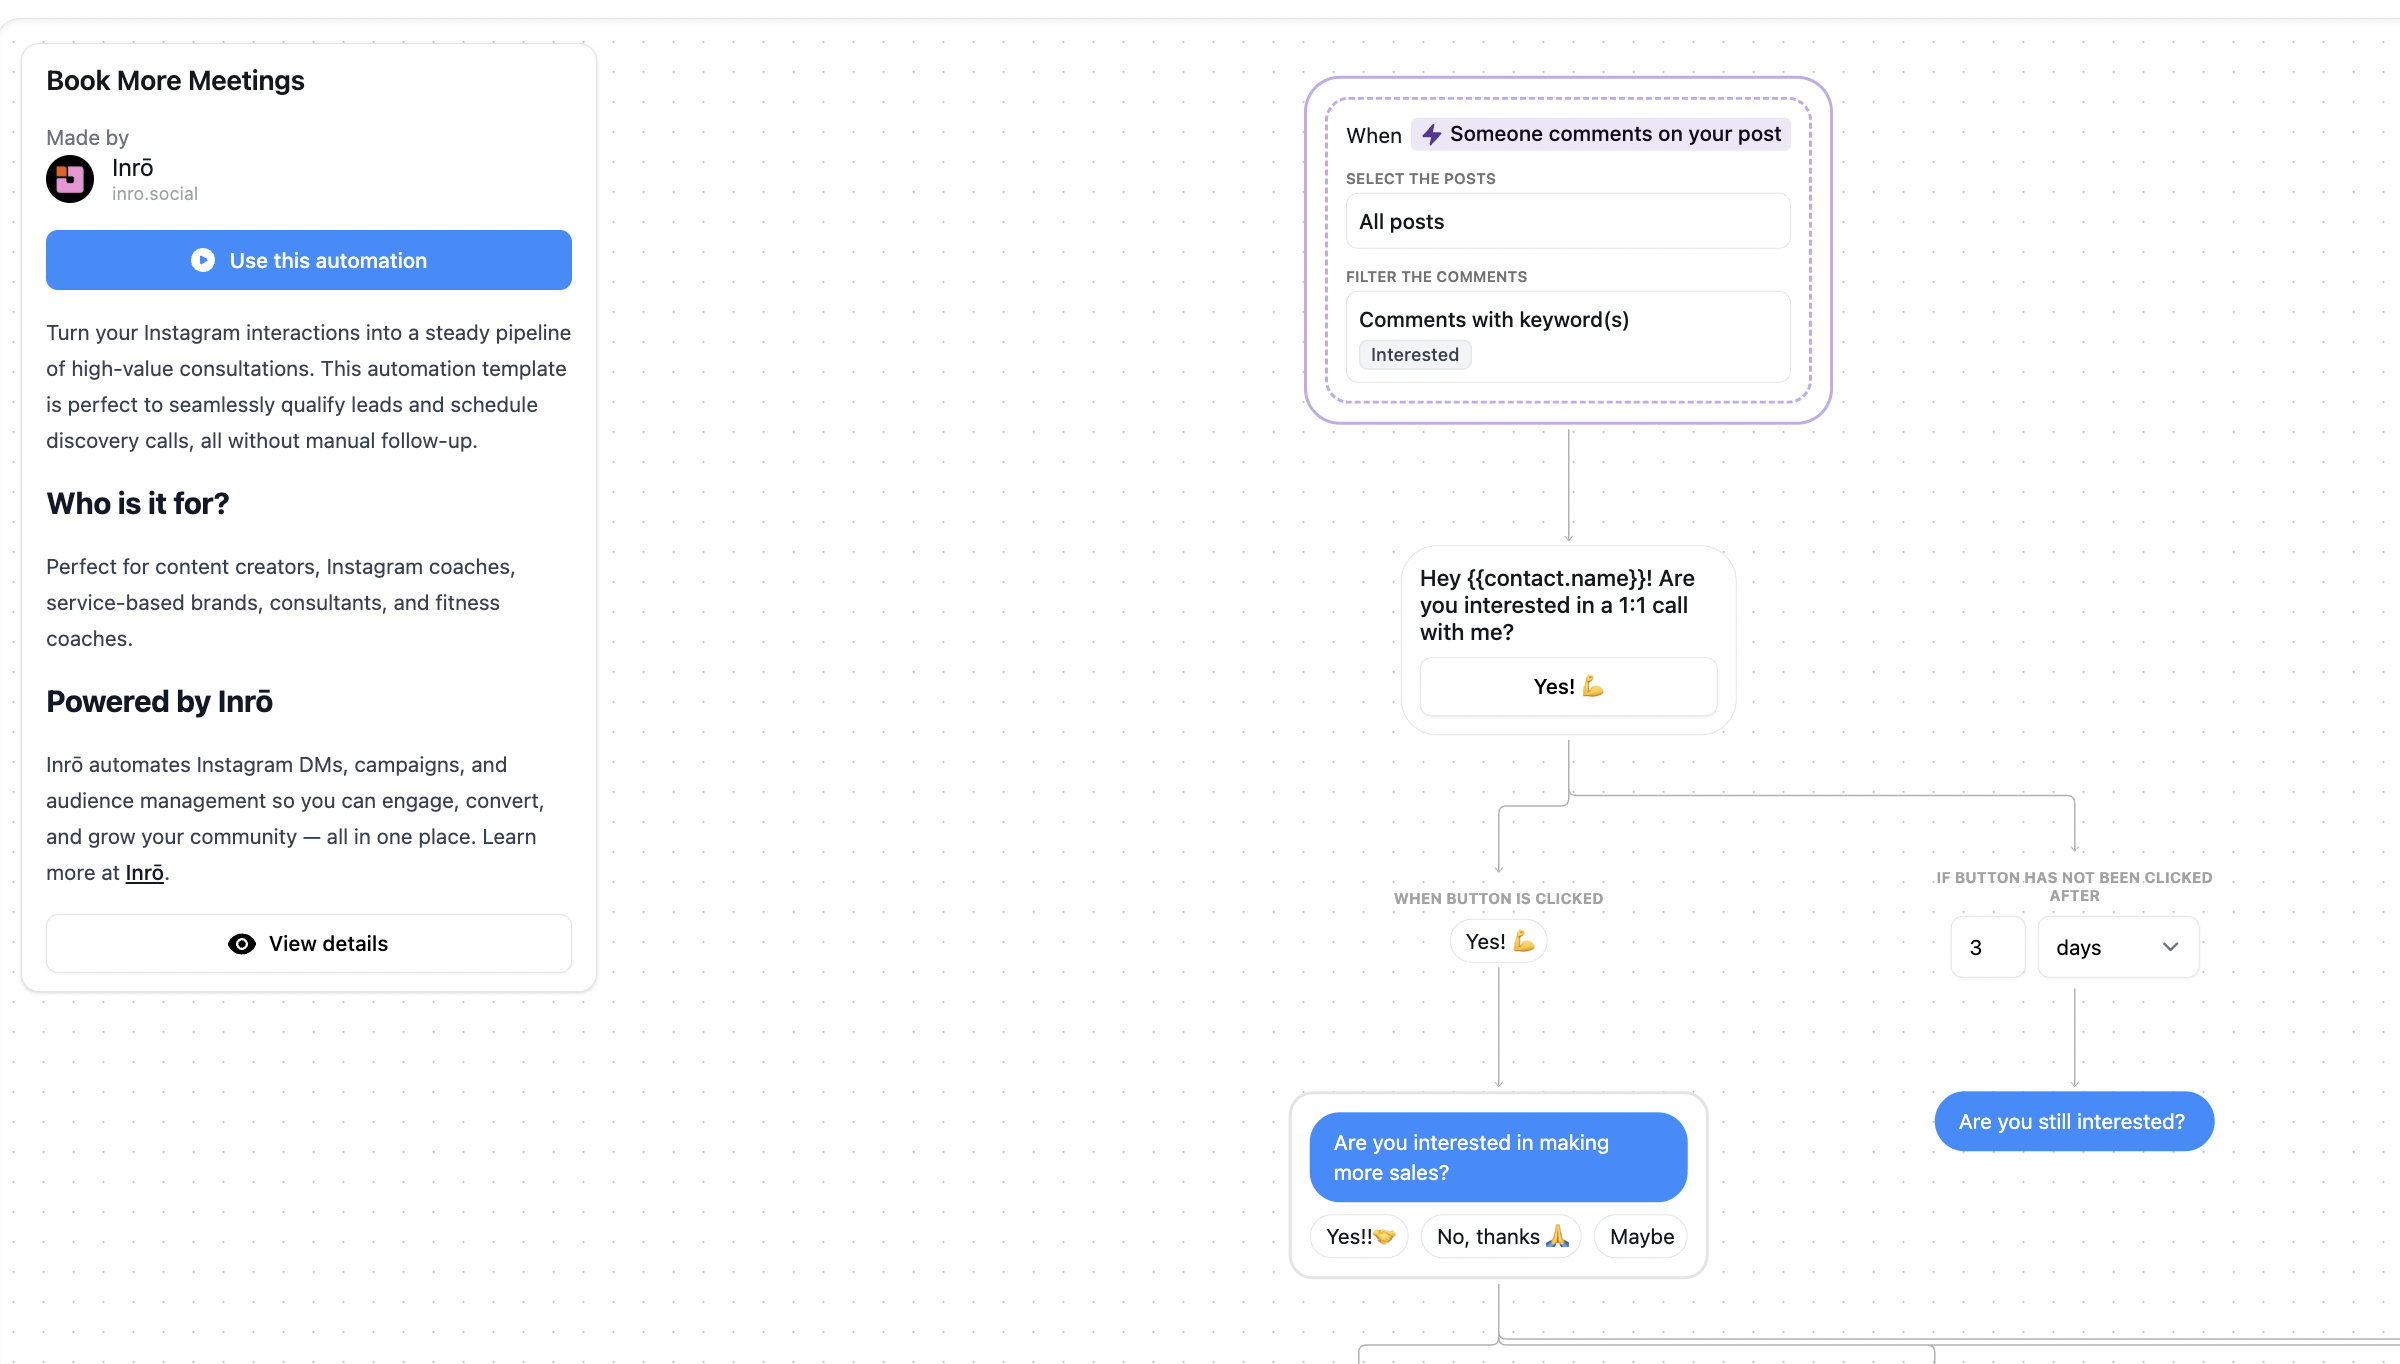 Book More Meetings
Made by
Inrō
inro.social
Use this automation
Turn your Instagram interactions into a steady pipeline
of high-value consultations. This automation template
is perfect to seamlessly qualify leads and schedule
discovery calls, all without manual follow-up.
Who is it for?
Perfect for content creators, Instagram coaches,
service-based brands, consultants, and fitness
coaches.
Powered by Inrō
Inrō automates Instagram DMs, campaigns, and
audience management so you can engage, convert,
and grow your community — all in one place. Learn
more at Inrō.
View details
When ⚡ Someone comments on your post
SELECT THE POSTS
All posts
FILTER THE COMMENTS
Comments with keyword(s)
Interested
Hey {{contact.name}}! Are
you interested in a 1:1 call
with me?
Yes! 💪
WHEN BUTTON IS CLICKED
Yes! 💪
IF BUTTON HAS NOT BEEN CLICKED
AFTER
3 days
Are you interested in making
more sales?
Yes!!🤝 No, thanks 🙏 Maybe
Are you still interested?